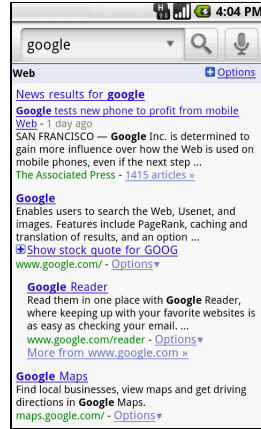 4:04 PM
google
Web
Options
News results for google
Google tests new phone to profit from mobile
Web - 1 day ago
SAN FRANCISCO — Google Inc. is determined to
gain more influence over how the Web is used on
mobile phones, even if the next step ...
The Associated Press - 1415 articles »
Google
Enables users to search the Web, Usenet, and
images. Features include PageRank, caching and
translation of results, and an option ...
Show stock quote for GOOG
www.google.com/ - Options▾
Google Reader
Read them in one place with Google Reader,
where keeping up with your favorite websites is
as easy as checking your email. ...
www.google.com/reader - Options▾
More from www.google.com »
Google Maps
Find local businesses, view maps and get driving
directions in Google Maps.
maps.google.com/ - Options▾